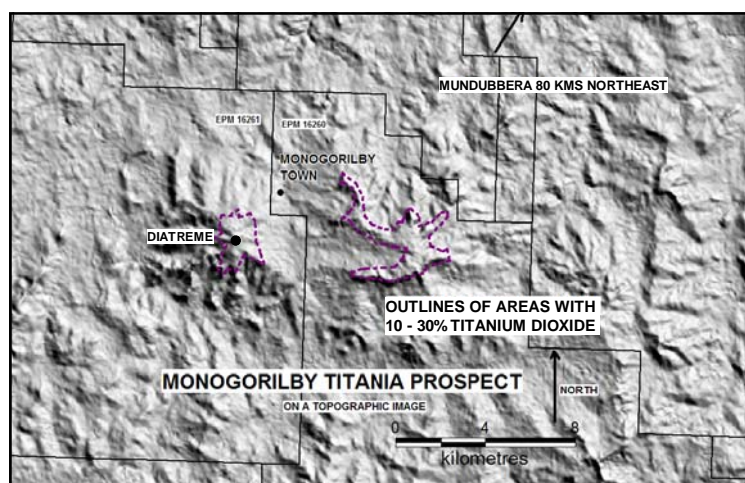 MUNDUBBERA 80 KMS NORTHEAST
EPM 16261
EPM 16260
MONOGORILBY
TOWN
DIATREME
OUTLINES OF AREAS WITH
10 - 30% TITANIUM DIOXIDE
MONOGORILBY TITANIA PROSPECT
ON A TOPOGRAPHIC IMAGE
NORTH
0 4 8
kilometres